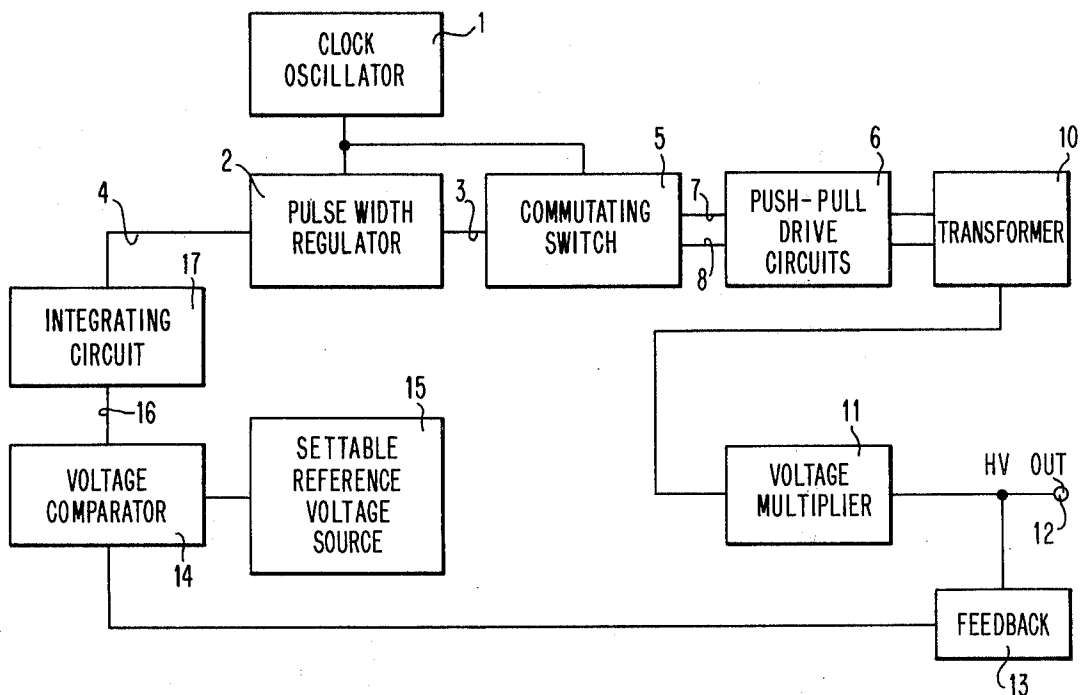 1
CLOCK
OSCILLATOR
2
3
4
5
6
7
8
10
PULSE WIDTH
REGULATOR
COMMUTATING
SWITCH
PUSH-PULL
DRIVE
CIRCUITS
TRANSFORMER
17
INTEGRATING
CIRCUIT
16
15
SETTABLE
REFERENCE
VOLTAGE
SOURCE
VOLTAGE
COMPARATOR
14
11
VOLTAGE
MULTIPLIER
HV OUT
12
FEEDBACK
13